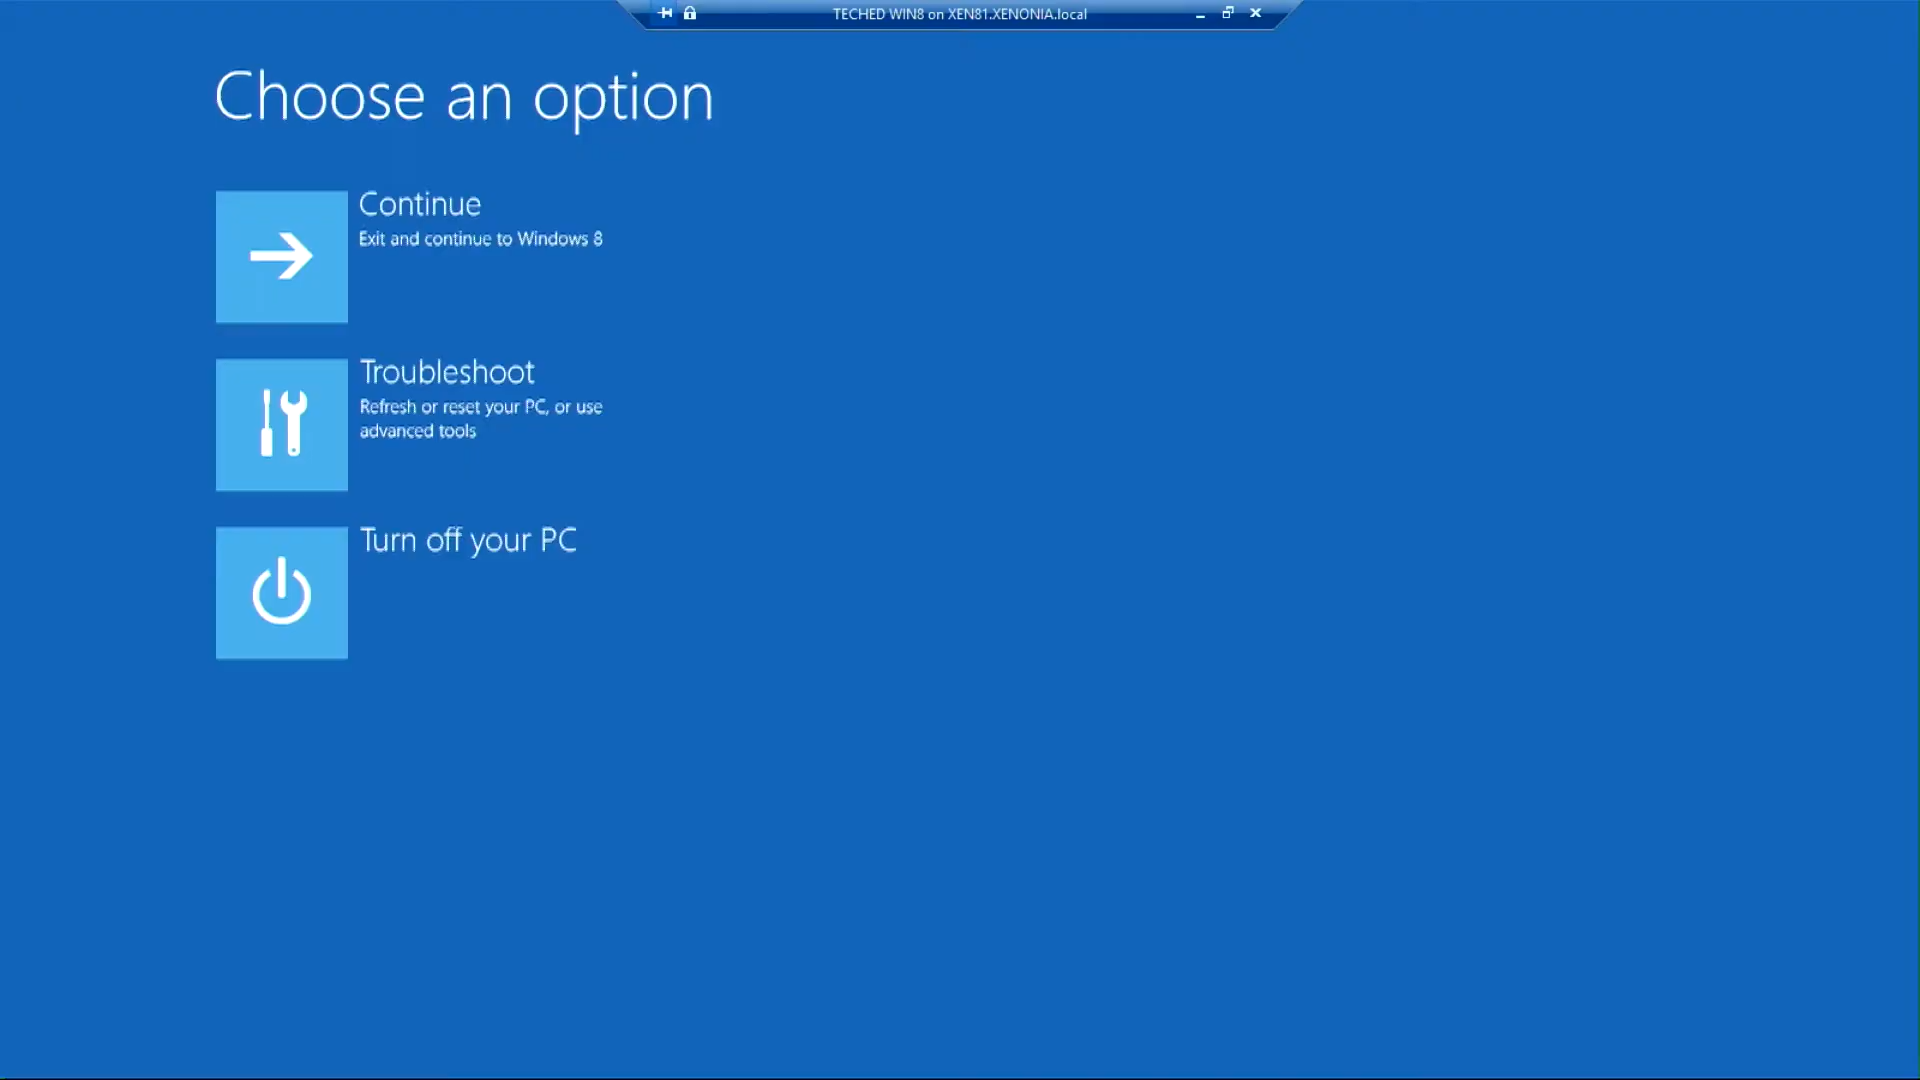 TECHED WIN8 on XEN81.XENONIA.local
Choose an option
Continue
Exit and continue to Windows 8
Troubleshoot
Refresh or reset your PC, or use
advanced tools
Turn off your PC